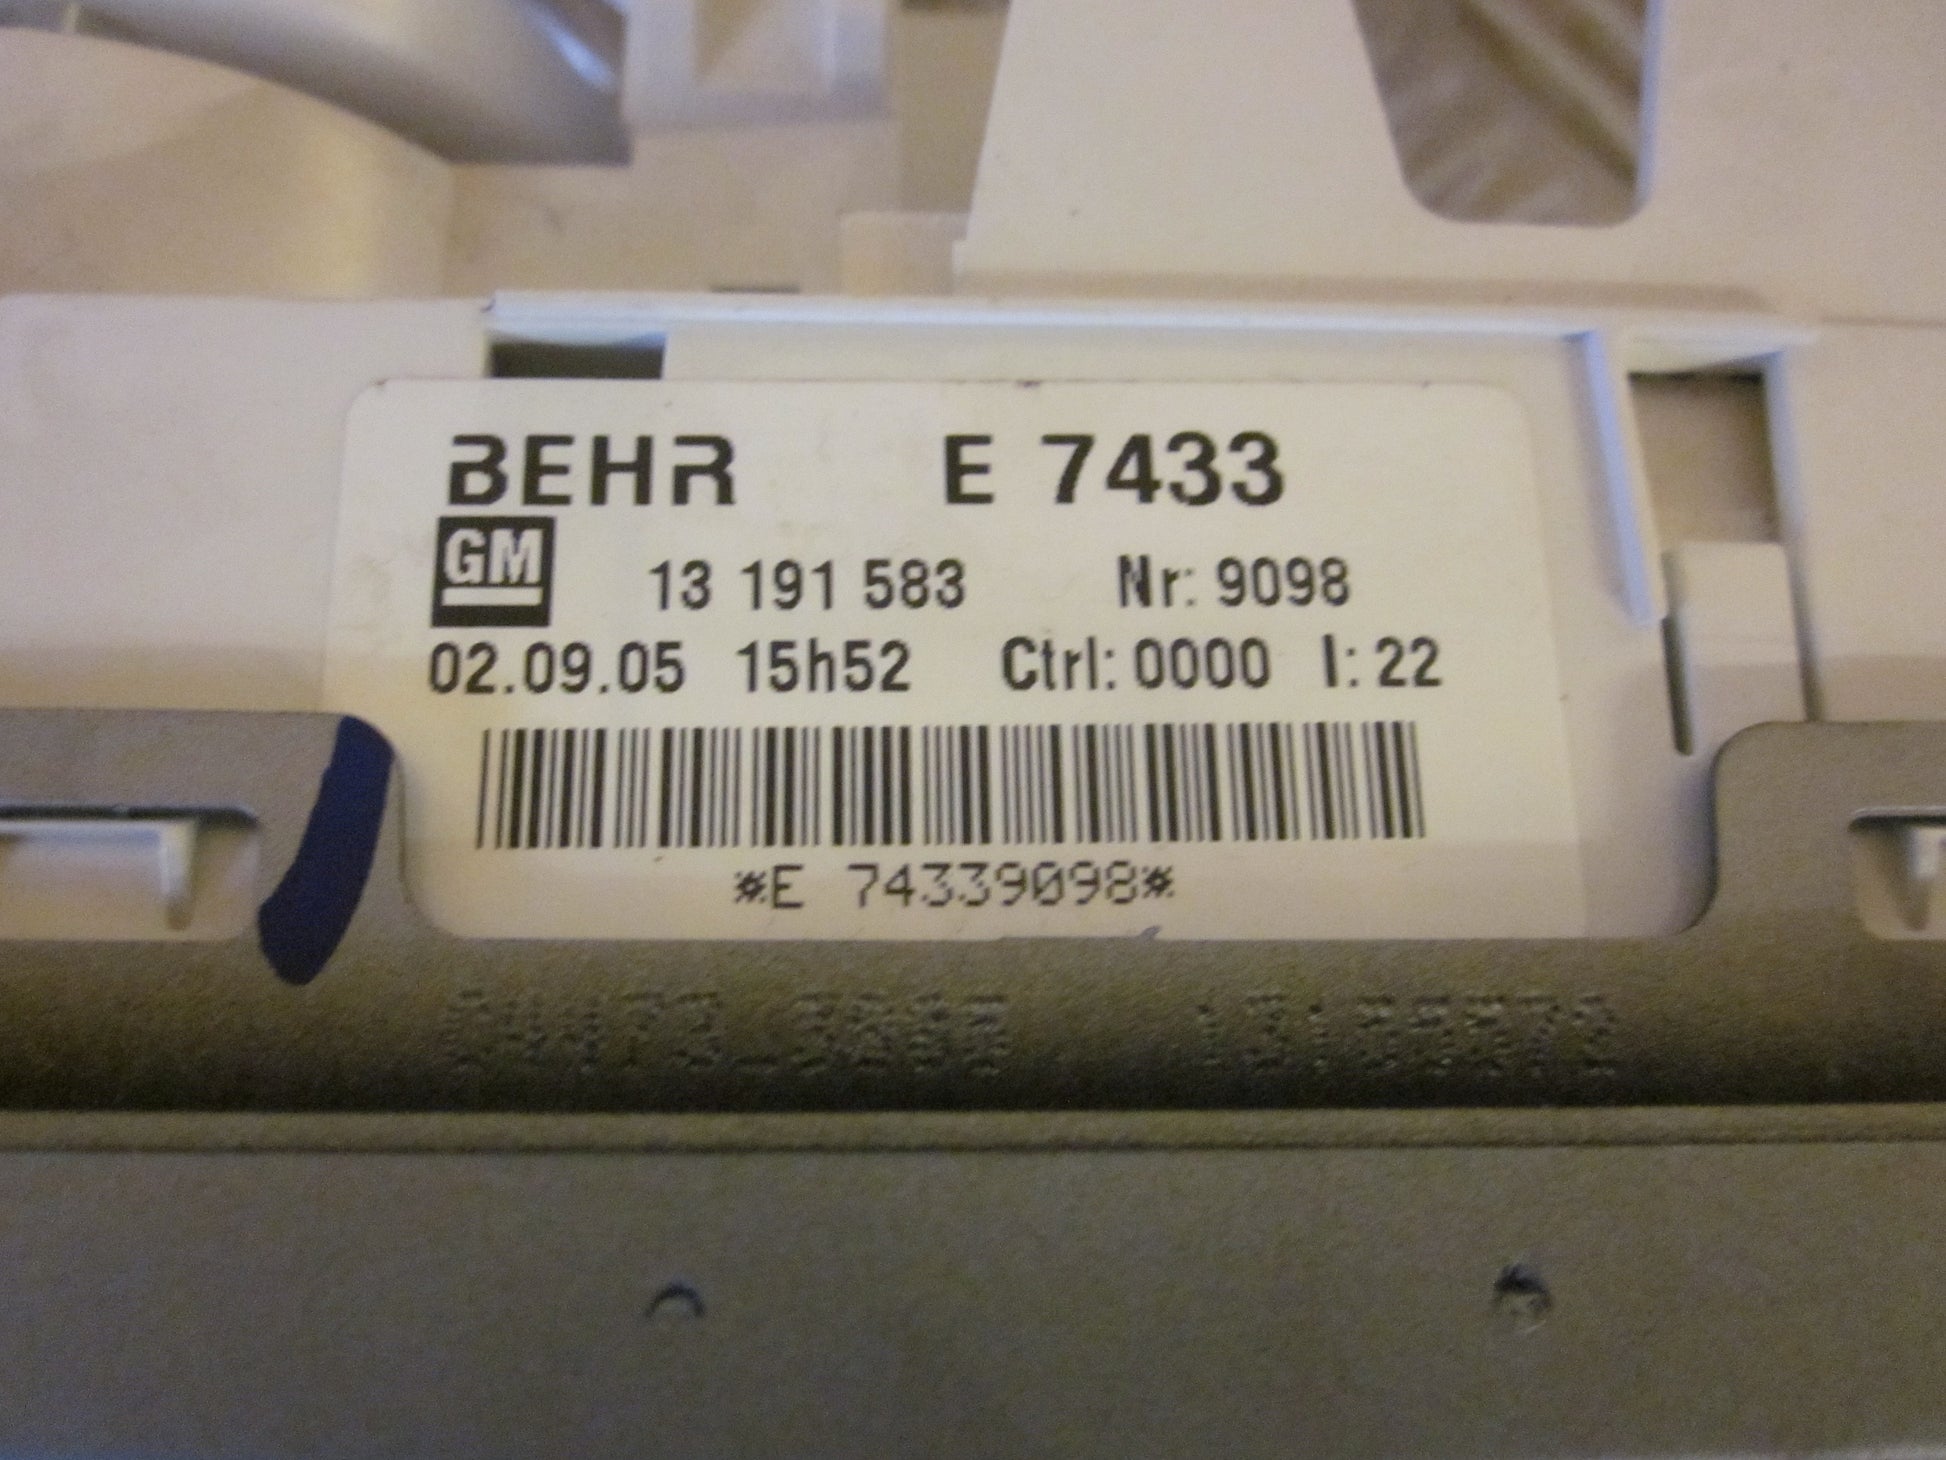 BEHR E 7433
GM 13 191 583 Nr: 9098
02.09.05 15h52 Ctrl: 0000 I: 22
*E 74339098*